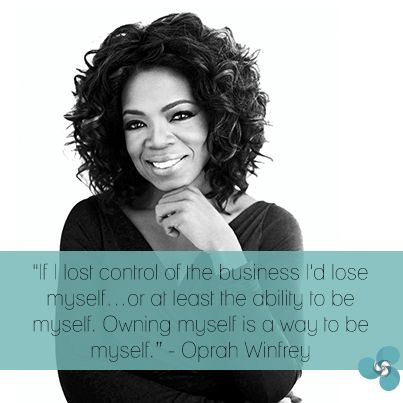 "If I lost control of the business I'd lose
myself...or at least the ability to be
myself. Owning myself is a way to be
myself." - Oprah Winfrey